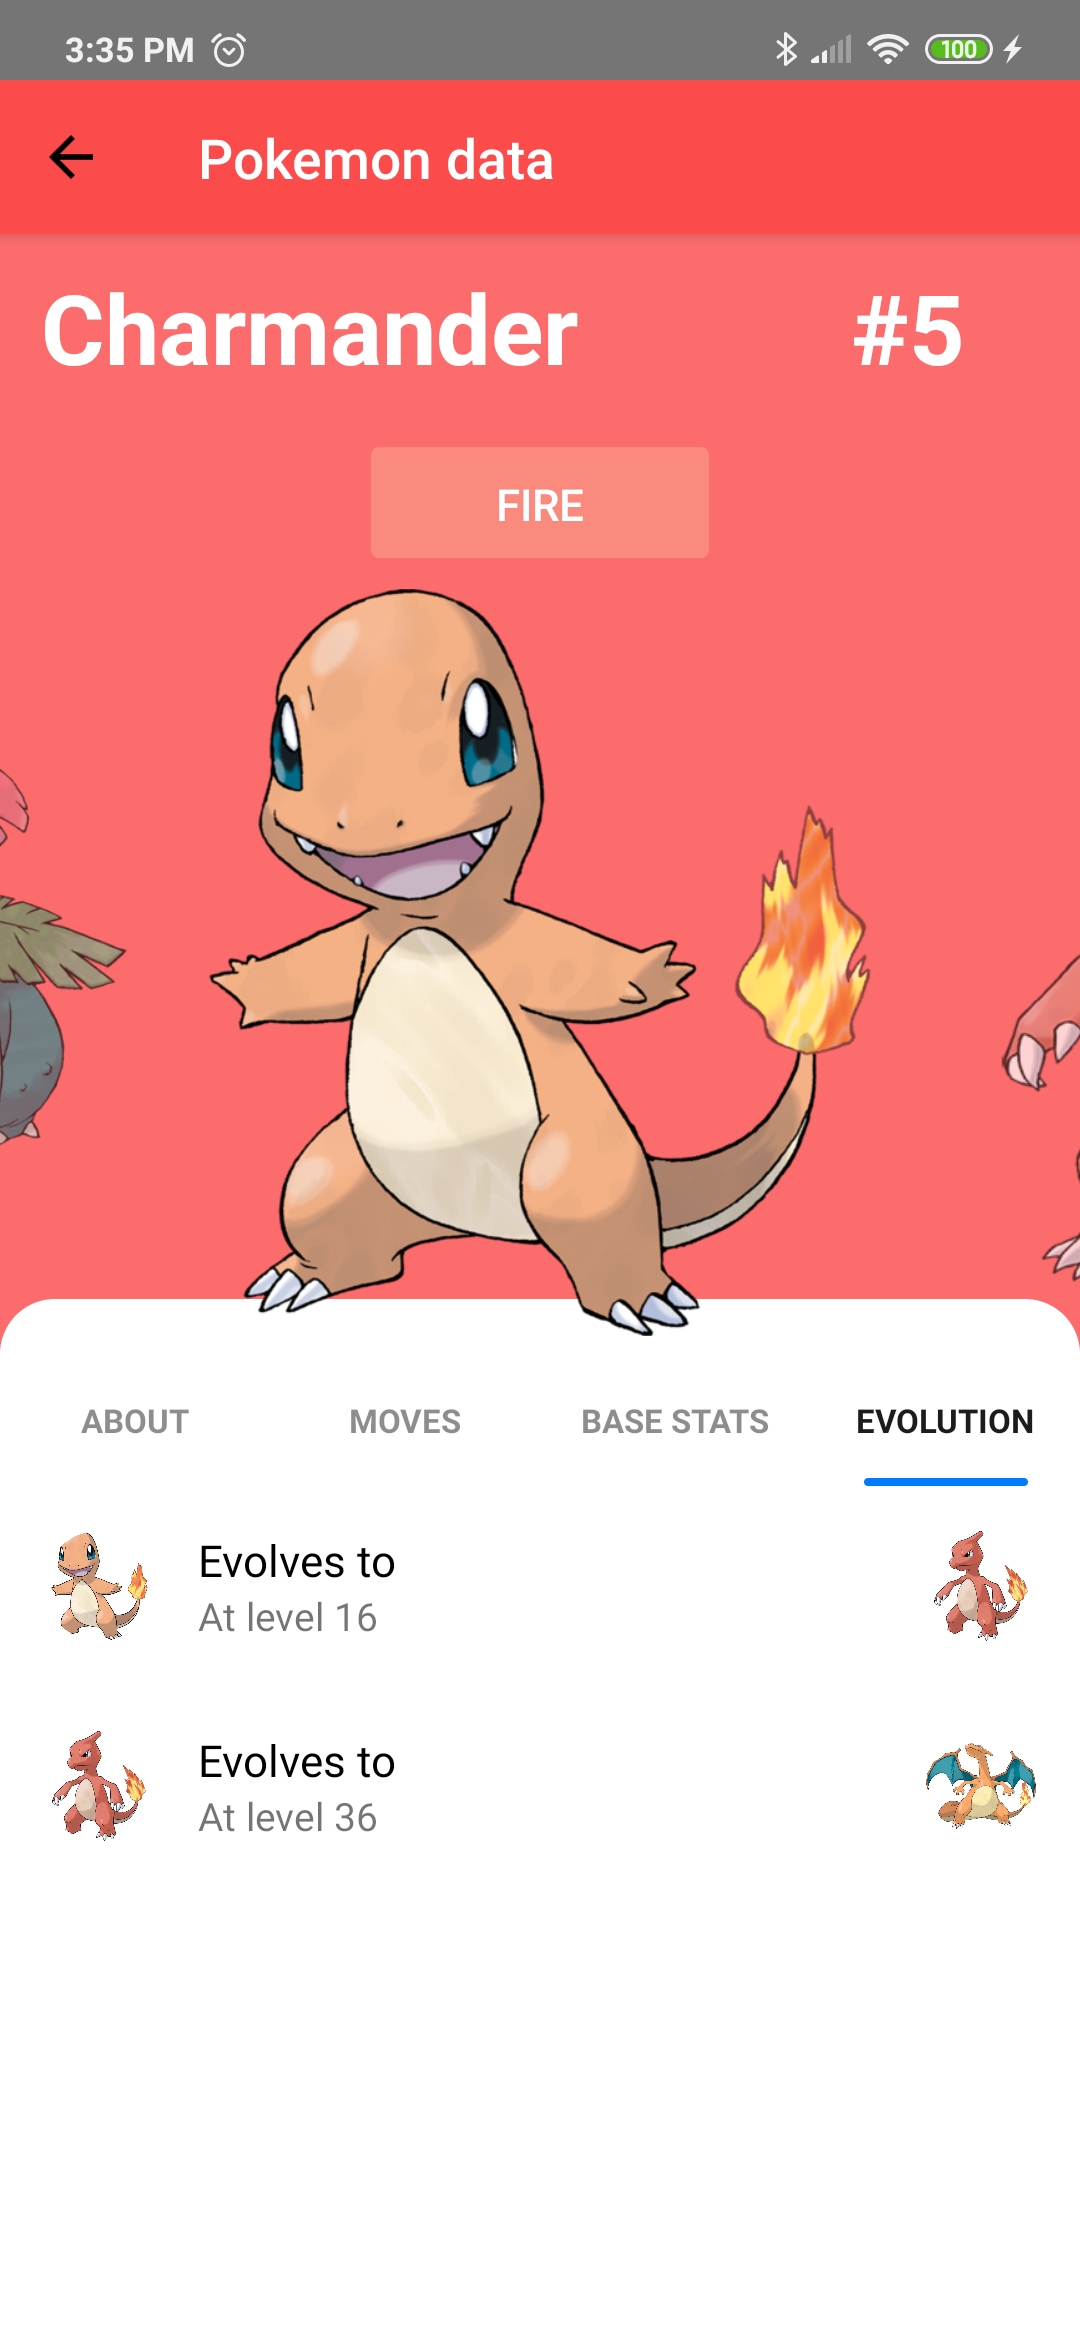 3:35 PM
100
Pokemon data
Charmander #5
FIRE
ABOUT MOVES BASE STATS EVOLUTION
Evolves to
At level 16
Evolves to
At level 36